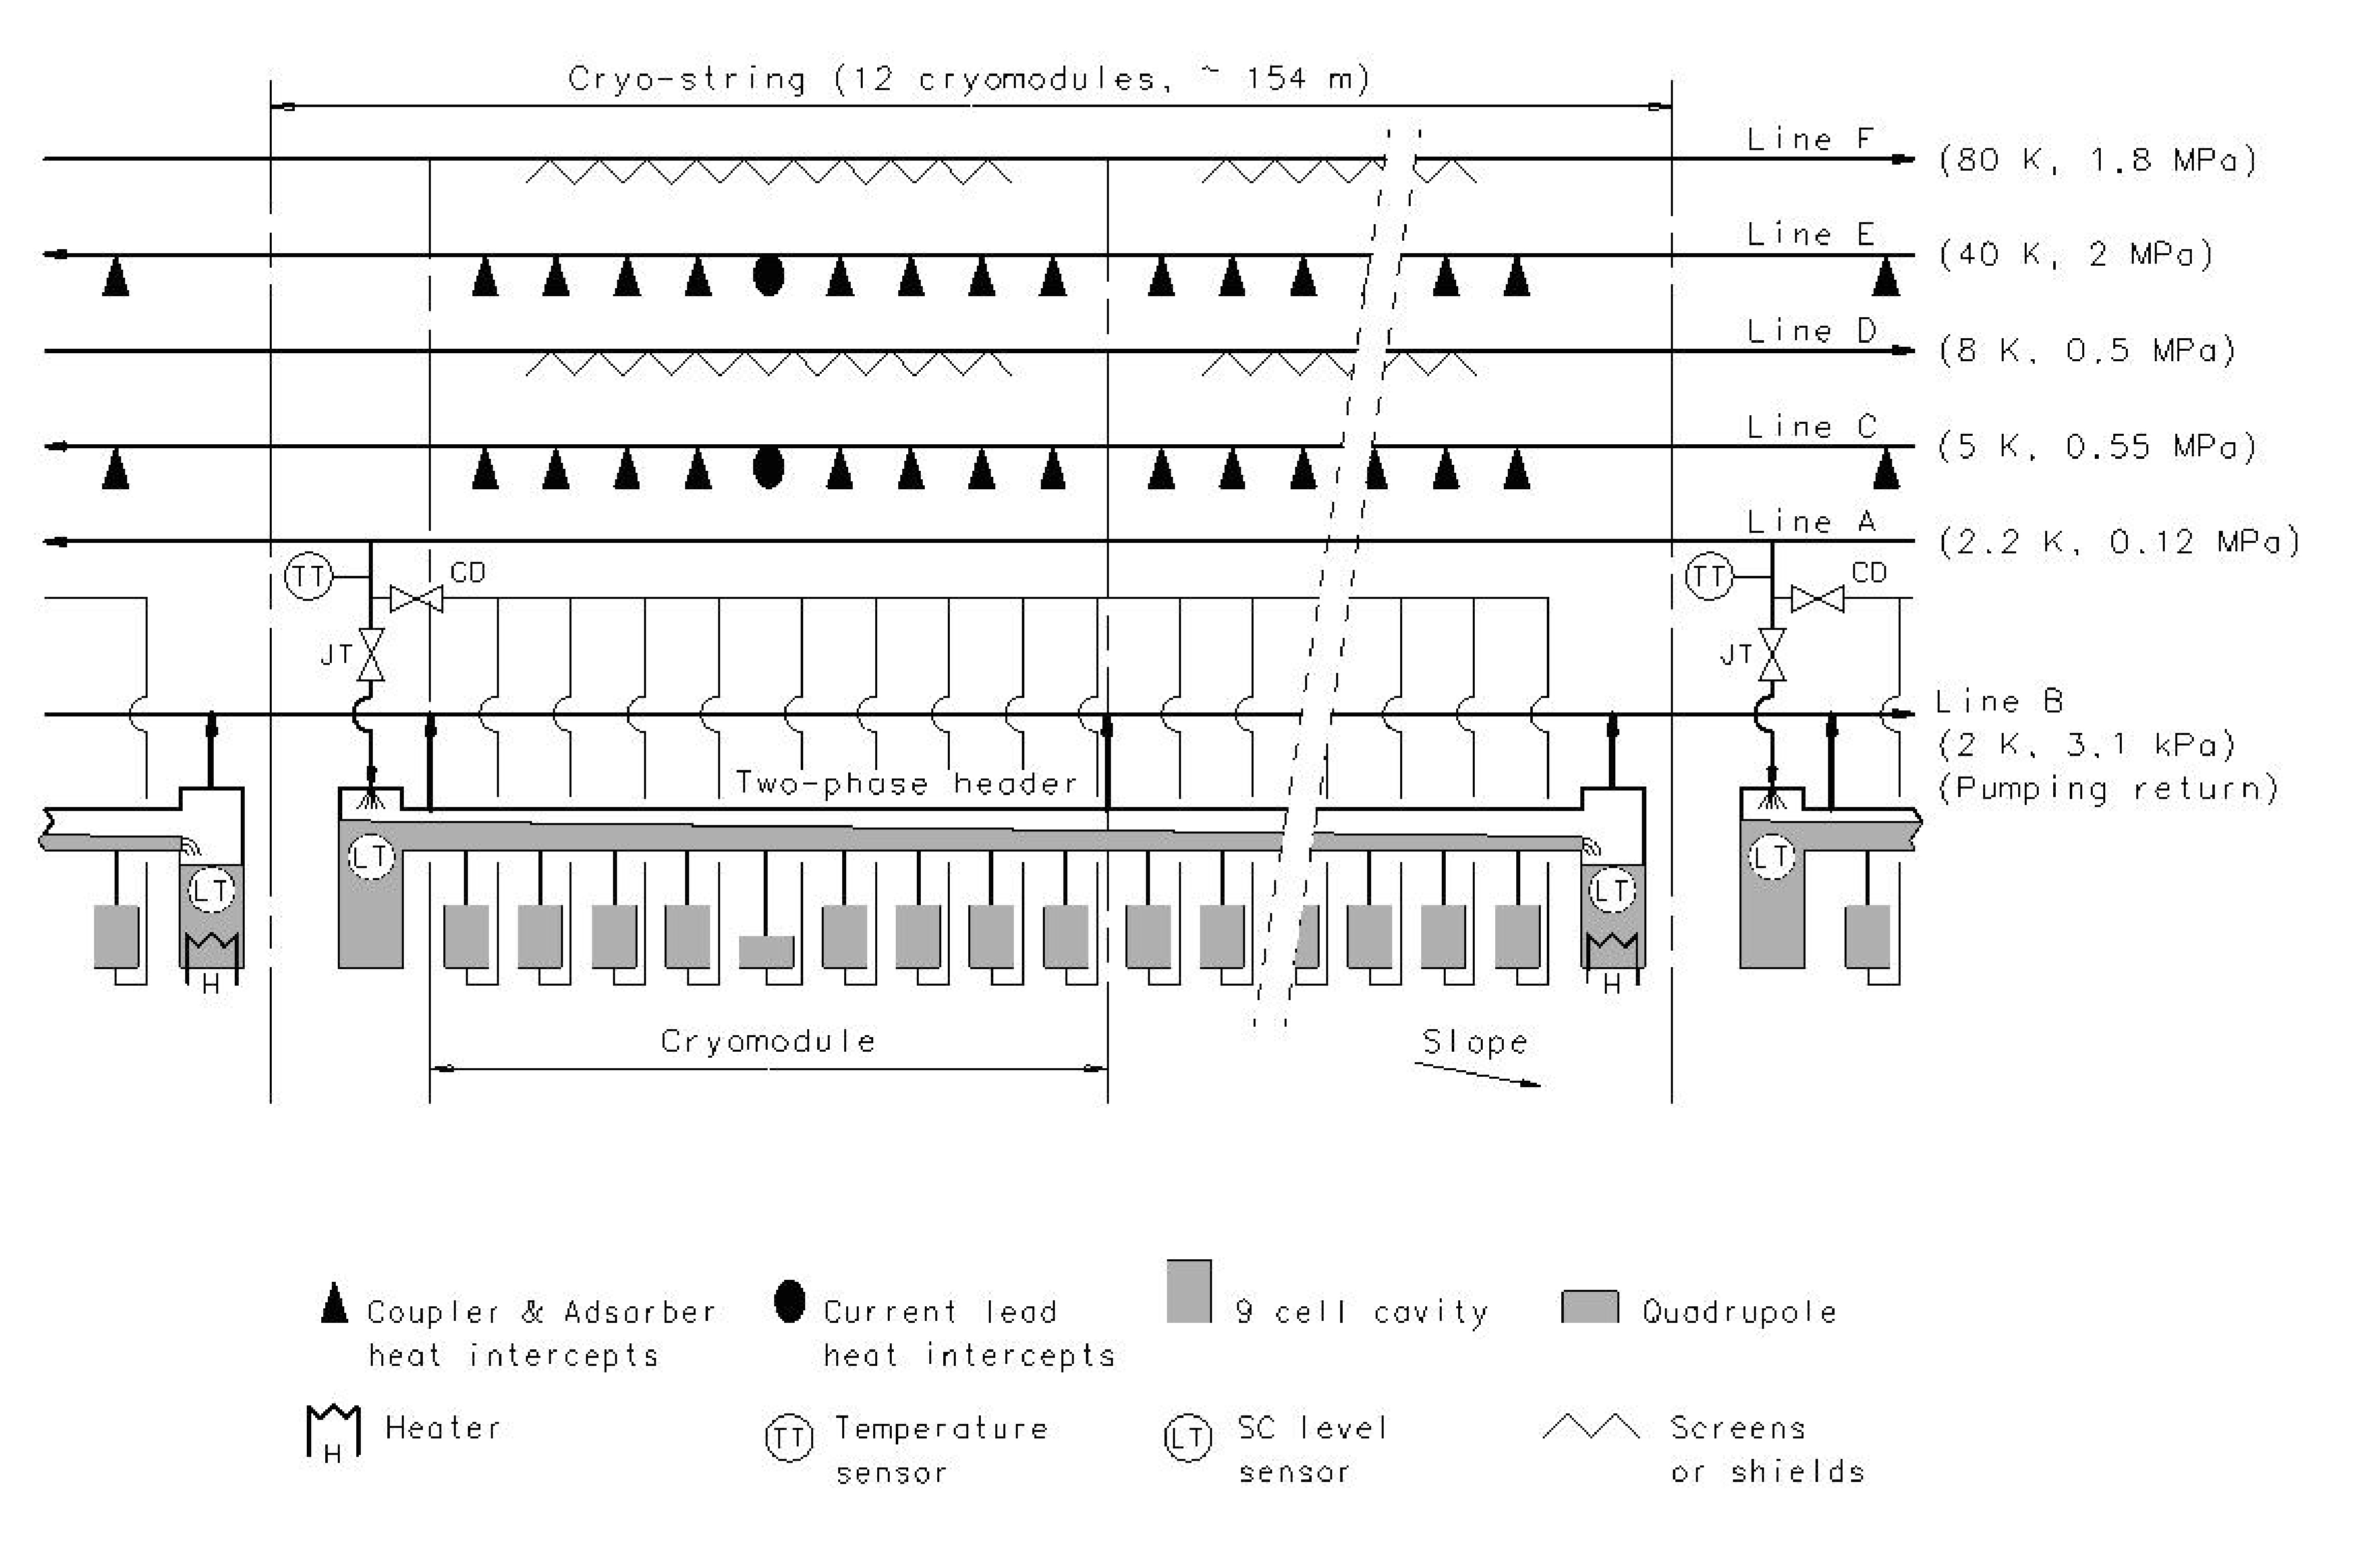 Cryo-string (12 cryomodules, ~ 154 m)
Line F
(80 K, 1.8 MPa)
Line E
(40 K, 2 MPa)
Line D
(8 K, 0.5 MPa)
Line C
(5 K, 0.55 MPa)
Line A
(2.2 K, 0.12 MPa)
TT
CD
TT
CD
JT
JT
Line B
(2 K, 3.1 kPa)
(Pumping return)
Two-phase header
LT
LT
LT
LT
H
H
Cryomodule
Slope
Coupler & Adsorber
heat intercepts
Current lead
heat intercepts
9 cell cavity
Quadrupole
H
Heater
TT
Temperature
sensor
LT
SC level
sensor
Screens
or shields